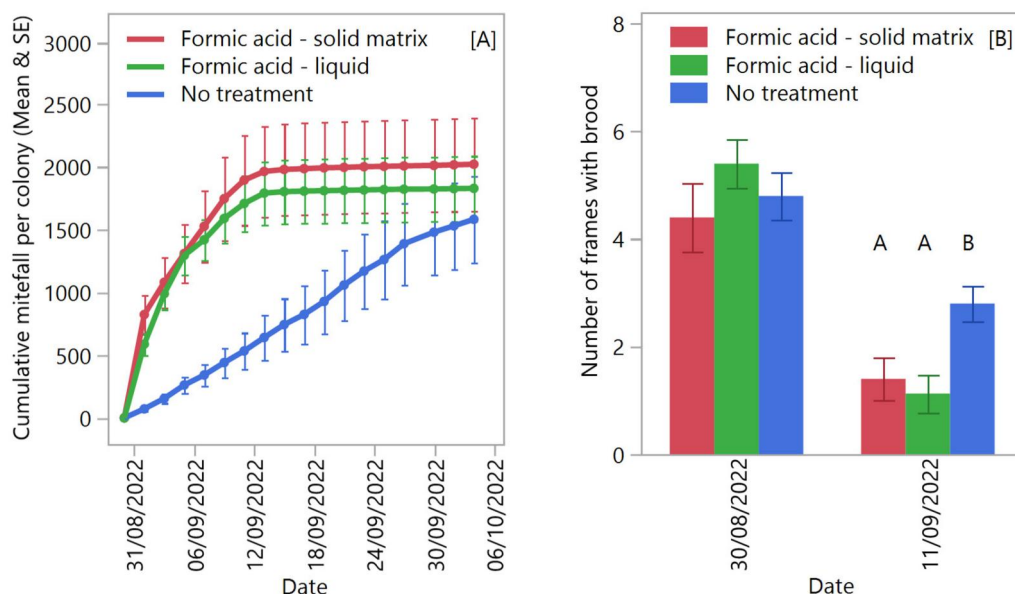 Cumulative mitefall per colony (Mean & SE)
3000
2500
2000
1500
1000
500
0
Formic acid - solid matrix [A]
Formic acid - liquid
No treatment
31/08/2022
06/09/2022
12/09/2022
18/09/2022
24/09/2022
30/09/2022
06/10/2022
Date
Number of frames with brood
8
6
4
2
0
Formic acid - solid matrix [B]
Formic acid - liquid
No treatment
A A B
30/08/2022
11/09/2022
Date